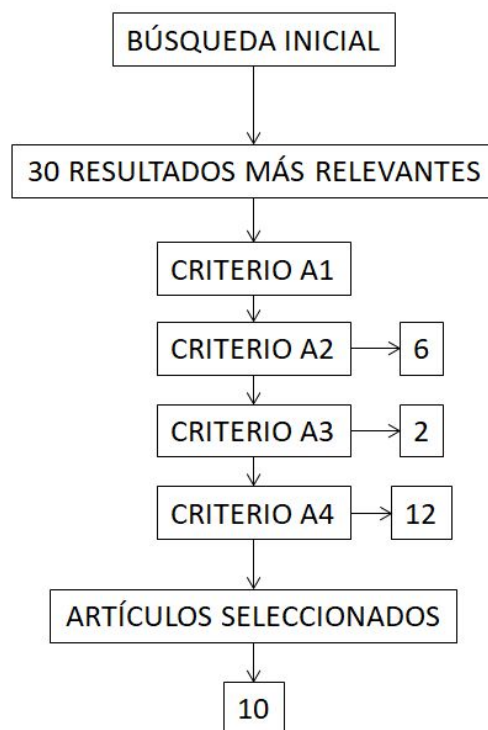 BÚSQUEDA INICIAL
30 RESULTADOS MÁS RELEVANTES
CRITERIO A1
CRITERIO A2
6
CRITERIO A3
2
CRITERIO A4
12
ARTÍCULOS SELECCIONADOS
10